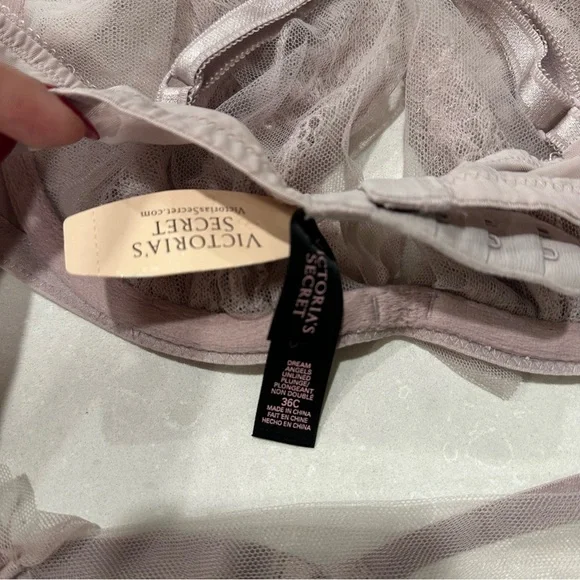 VICTORIA'S
SECRET
VictoriasSecret.com
VICTORIA'S
SECRET
DREAM
ANGELS
UNLINED
PLUNGE/
PLONGEANT
NON DOUBLÉ
36C
MADE IN CHINA
FAIT EN CHINE
HECHO EN CHINA